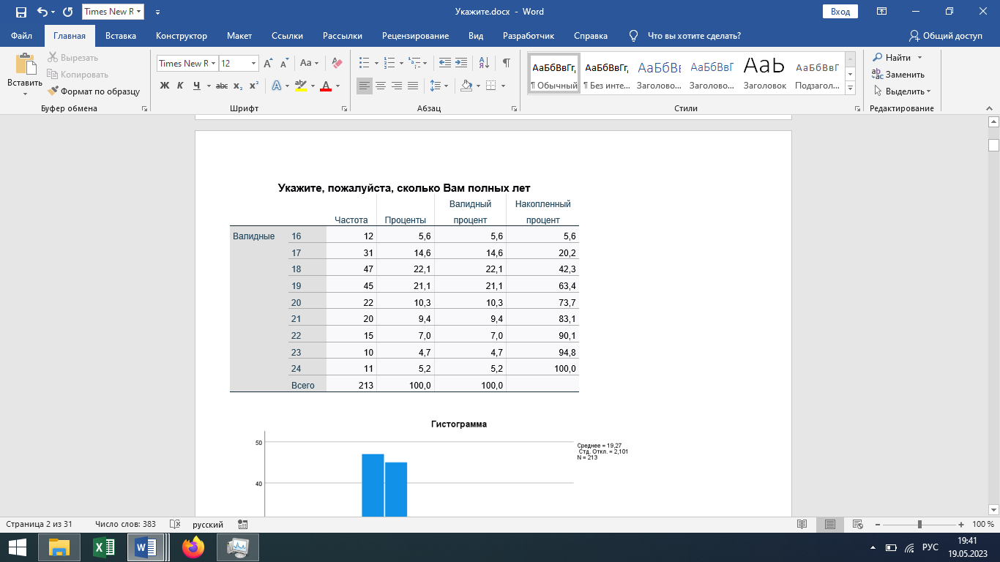 Times New R
Укажите.docx - Word
Вход
Файл Главная Вставка Конструктор Макет Ссылки Рассылки Рецензирование Вид Разработчик Справка Что вы хотите сделать? Общий доступ
Вставить
Вырезать
Копировать
Формат по образцу
Буфер обмена
Times New R 12
Ж К Ч abc x₂ x²
Шрифт
Абзац
АаБбВвГг, АаБбВвГг, АаБбВв АаБбВвГ АаЬ АаБбВвГ
¶ Обычный ¶ Без инте... Заголово... Заголово... Заголовок Подзагол...
Стили
Найти
Заменить
Выделить
Редактирование
Укажите, пожалуйста, сколько Вам полных лет
Частота Проценты Валидный процент Накопленный процент
Валидные 16 12 5,6 5,6 5,6
17 31 14,6 14,6 20,2
18 47 22,1 22,1 42,3
19 45 21,1 21,1 63,4
20 22 10,3 10,3 73,7
21 20 9,4 9,4 83,1
22 15 7,0 7,0 90,1
23 10 4,7 4,7 94,8
24 11 5,2 5,2 100,0
Всего 213 100,0 100,0
Гистограмма
50
40
Среднее = 19,27
Стд. Откл. = 2,101
N = 213
Страница 2 из 31 Число слов: 383 русский 100 %
РУС
19:41
19.05.2023